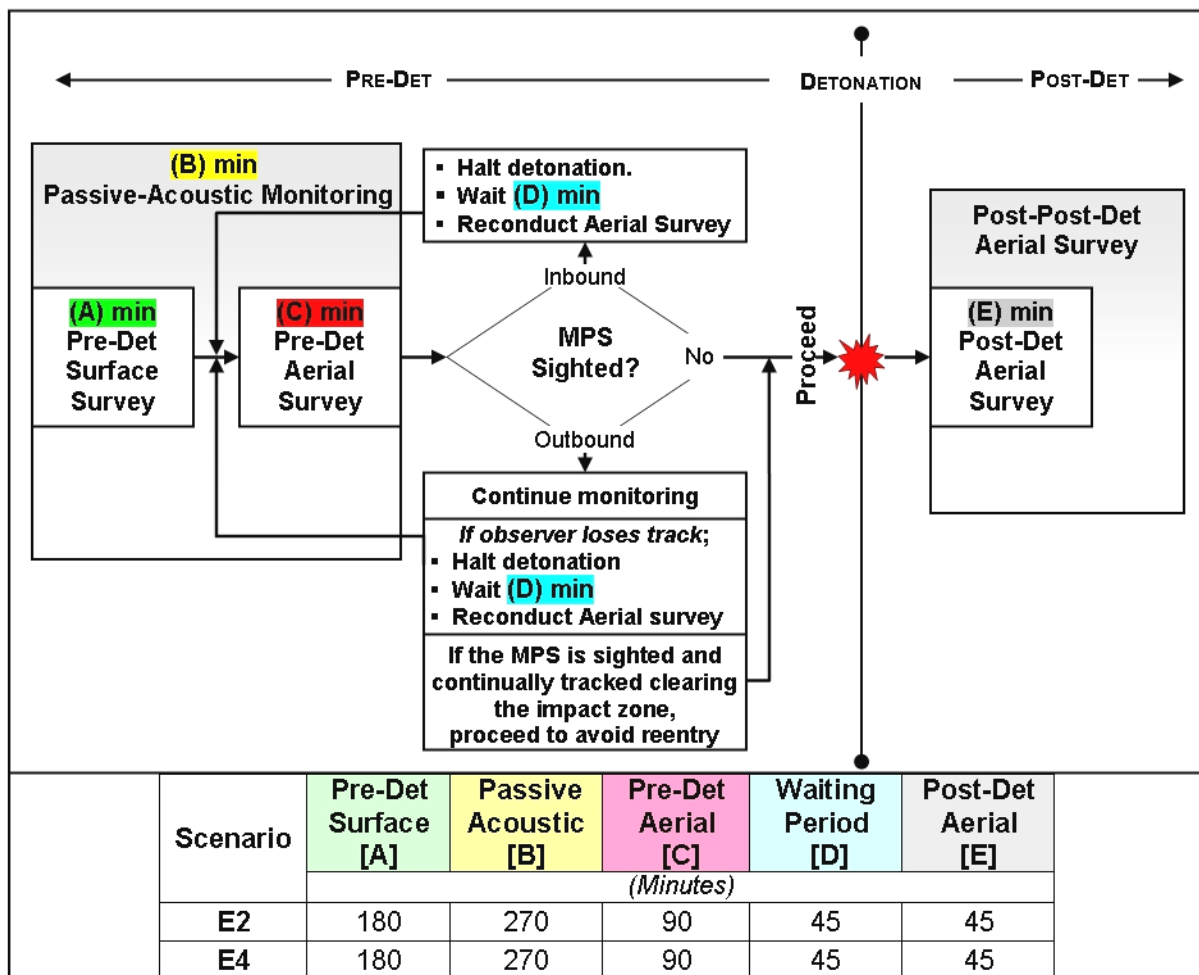 PRE-DET
DETONATION
POST-DET
(B) min
Passive-Acoustic Monitoring
(A) min
Pre-Det
Surface
Survey
(C) min
Pre-Det
Aerial
Survey
▪ Halt detonation.
▪ Wait (D) min
▪ Reconduct Aerial Survey
Inbound
MPS
Sighted?
No
Outbound
Continue monitoring
If observer loses track;
▪ Halt detonation
▪ Wait (D) min
▪ Reconduct Aerial survey
If the MPS is sighted and
continually tracked clearing
the impact zone,
proceed to avoid reentry
Proceed
Post-Post-Det
Aerial Survey
(E) min
Post-Det
Aerial
Survey
Scenario
Pre-Det
Surface
[A]
Passive
Acoustic
[B]
Pre-Det
Aerial
[C]
Waiting
Period
[D]
Post-Det
Aerial
[E]
(Minutes)
E2 180 270 90 45 45
E4 180 270 90 45 45